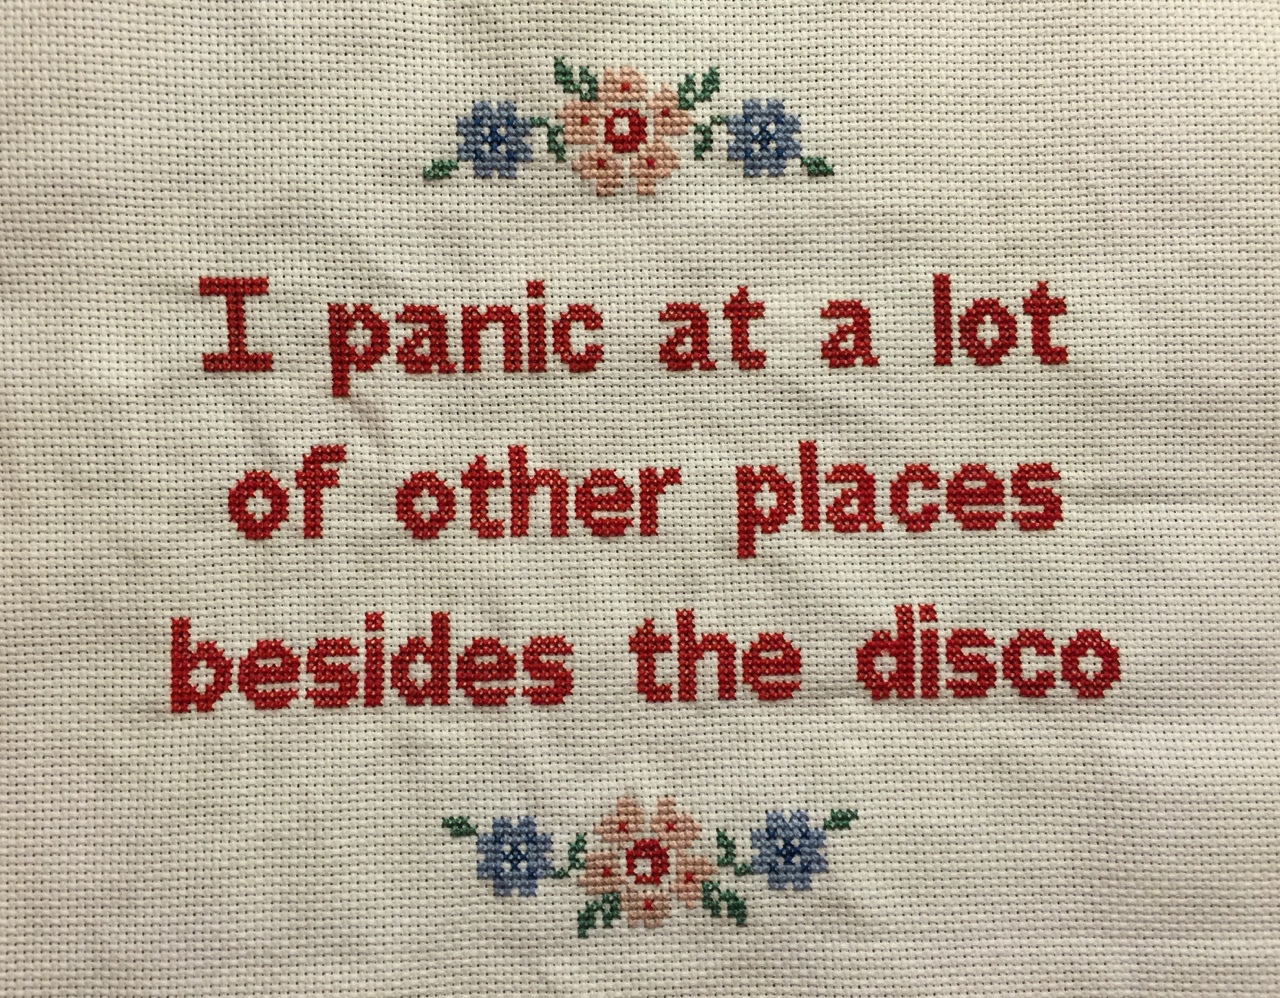 I panic at a lot
of other places
besides the disco